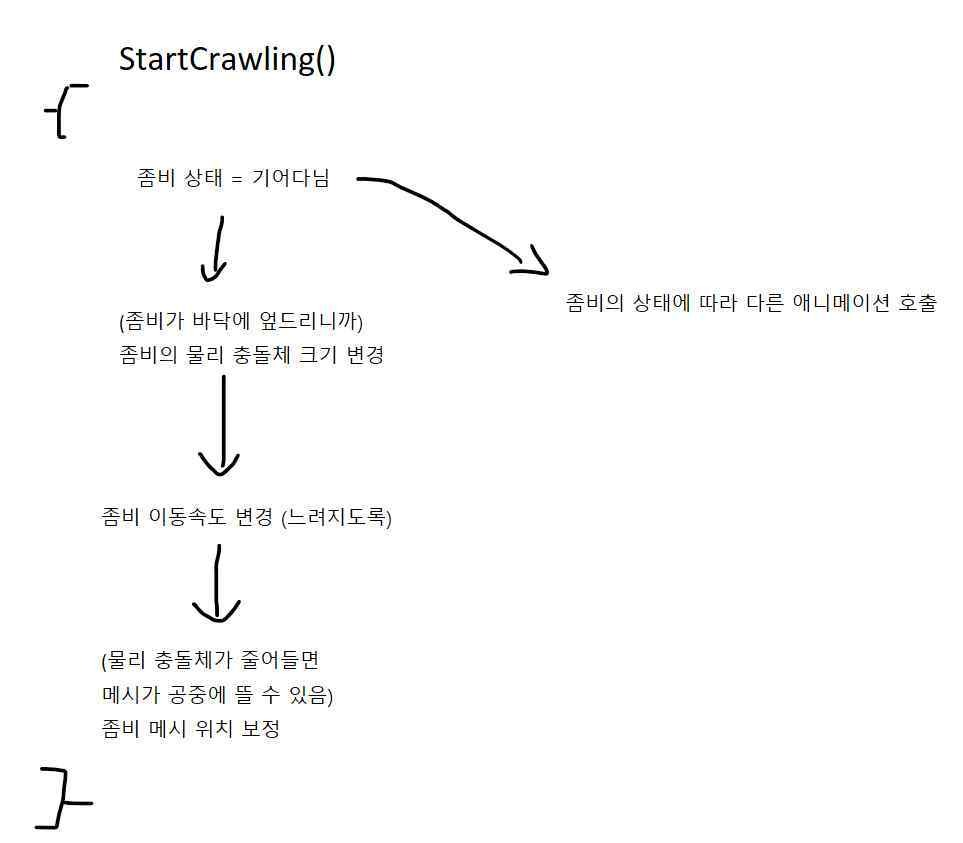 StartCrawling()
{
좀비 상태 = 기어다님
좀비의 상태에 따라 다른 애니메이션 호출
(좀비가 바닥에 엎드리니까)
좀비의 물리 충돌체 크기 변경
좀비 이동속도 변경 (느려지도록)
(물리 충돌체가 줄어들면
메시가 공중에 뜰 수 있음)
좀비 메시 위치 보정
}